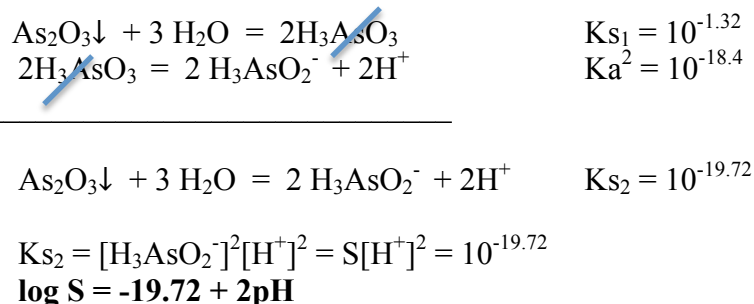 As₂O₃↓ + 3 H₂O = 2H₃AsO₃ Ks₁ = 10⁻¹·³²
2H₃AsO₃ = 2 H₃AsO₂⁻ + 2H⁺ Ka² = 10⁻¹⁸·⁴
As₂O₃↓ + 3 H₂O = 2 H₃AsO₂⁻ + 2H⁺ Ks₂ = 10⁻¹⁹·⁷²
Ks₂ = [H₃AsO₂⁻]²[H⁺]² = S[H⁺]² = 10⁻¹⁹·⁷²
log S = -19.72 + 2pH